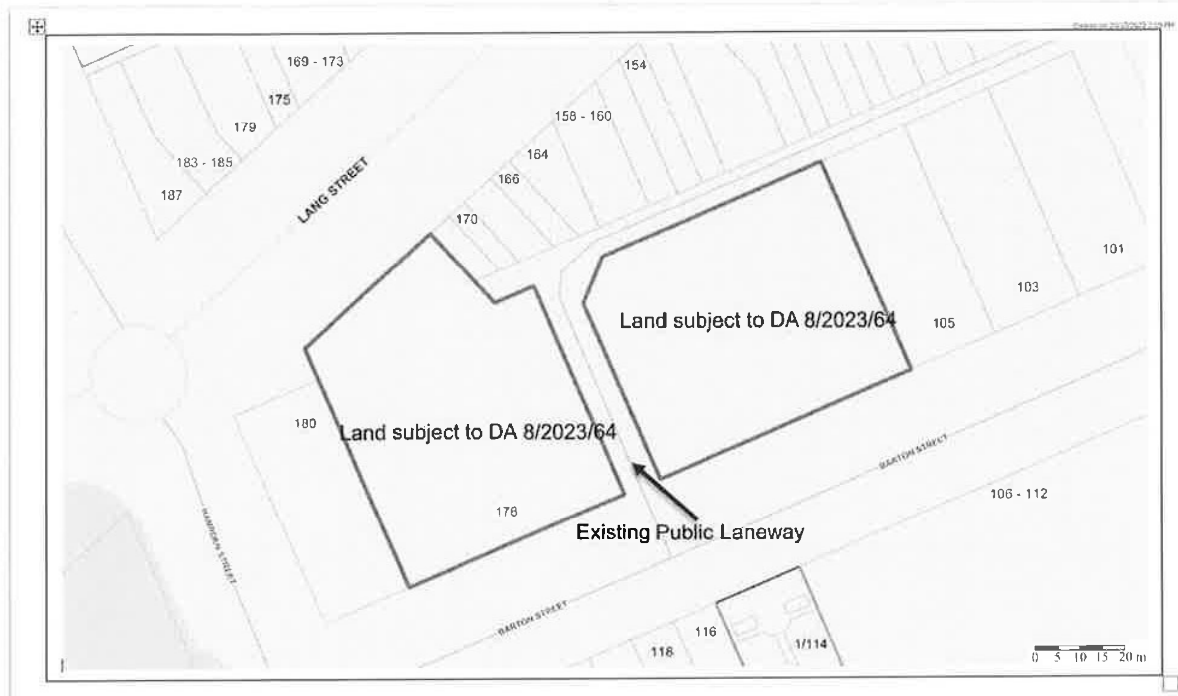 169 - 173
154
175
158 - 160
179
164
183 - 185
166
187
LANG STREET
170
101
103
Land subject to DA 8/2023/64
105
180
Land subject to DA 8/2023/64
BARTON STREET
106 - 112
176
Existing Public Laneway
BARTON STREET
116
118
1/114
0 5 10 15 20 m